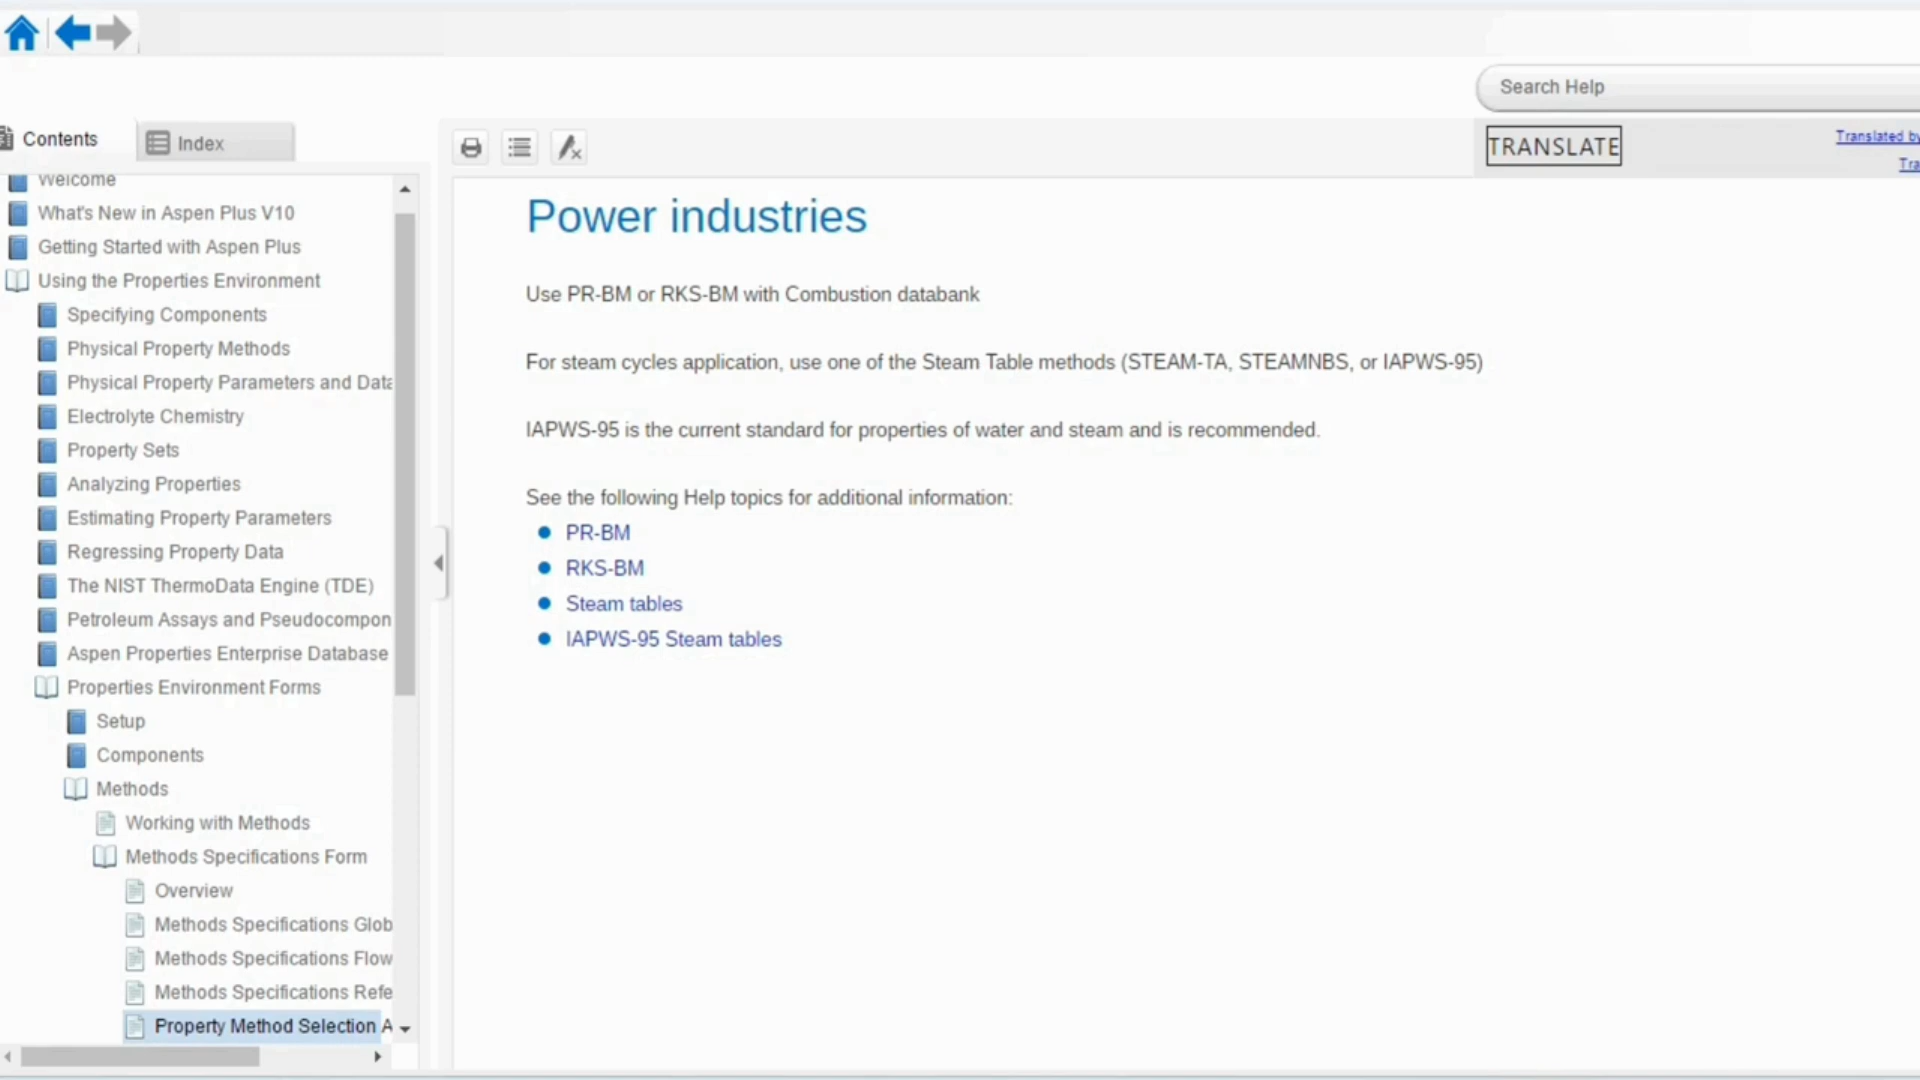 Search Help
Contents
Index
TRANSLATE
Translated by
Tra
Welcome
What's New in Aspen Plus V10
Getting Started with Aspen Plus
Using the Properties Environment
Specifying Components
Physical Property Methods
Physical Property Parameters and Data
Electrolyte Chemistry
Property Sets
Analyzing Properties
Estimating Property Parameters
Regressing Property Data
The NIST ThermoData Engine (TDE)
Petroleum Assays and Pseudocompon
Aspen Properties Enterprise Database
Properties Environment Forms
Setup
Components
Methods
Working with Methods
Methods Specifications Form
Overview
Methods Specifications Glob
Methods Specifications Flow
Methods Specifications Refe
Property Method Selection A
Power industries
Use PR-BM or RKS-BM with Combustion databank
For steam cycles application, use one of the Steam Table methods (STEAM-TA, STEAMNBS, or IAPWS-95)
IAPWS-95 is the current standard for properties of water and steam and is recommended.
See the following Help topics for additional information:
PR-BM
RKS-BM
Steam tables
IAPWS-95 Steam tables